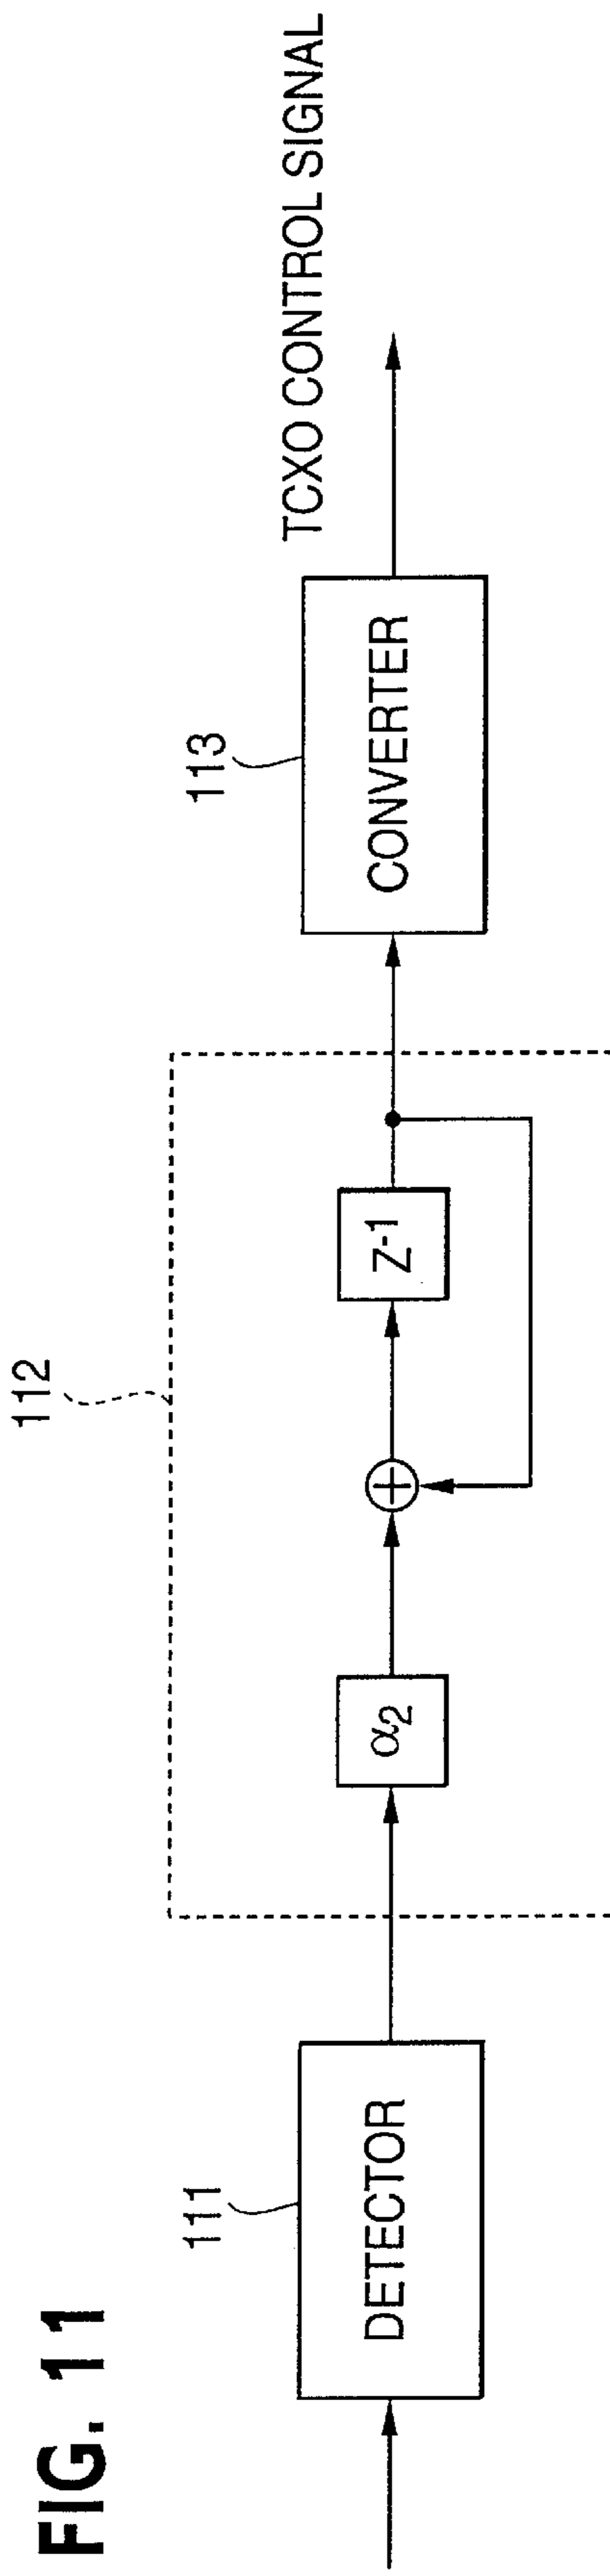 FIG. 11
111
DETECTOR
112
α2
+
Z-1
113
CONVERTER
TCXO CONTROL SIGNAL